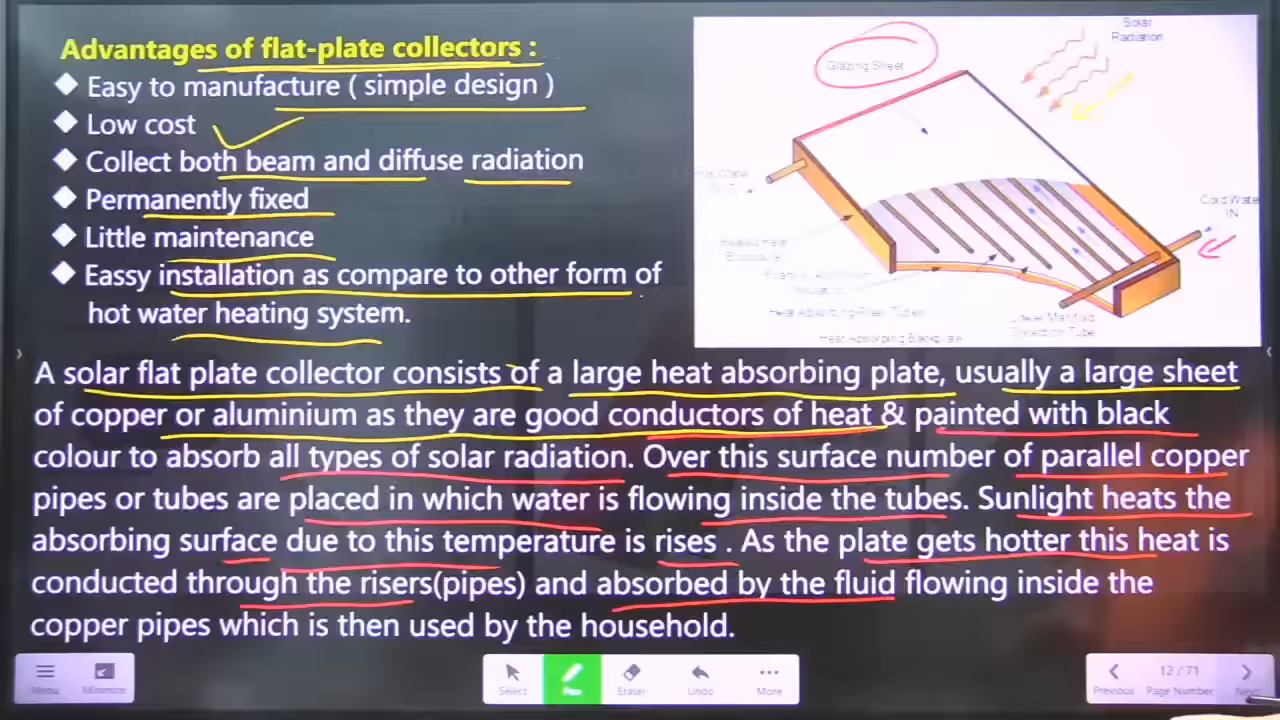 Advantages of flat-plate collectors :
◆ Easy to manufacture ( simple design )
◆ Low cost
◆ Collect both beam and diffuse radiation
◆ Permanently fixed
◆ Little maintenance
◆ Eassy installation as compare to other form of
hot water heating system.
Solar
Radiation
Glazing Sheet
Cold Water
IN
Heat Absorbing Riser Tubes
Lower Manifold
Connection Tube
Heat Absorbing Backplate
A solar flat plate collector consists of a large heat absorbing plate, usually a large sheet
of copper or aluminium as they are good conductors of heat & painted with black
colour to absorb all types of solar radiation. Over this surface number of parallel copper
pipes or tubes are placed in which water is flowing inside the tubes. Sunlight heats the
absorbing surface due to this temperature is rises . As the plate gets hotter this heat is
conducted through the risers(pipes) and absorbed by the fluid flowing inside the
copper pipes which is then used by the household.
Menu
Minimize
Select
Pen
Eraser
Undo
More
Previous
12 / 71
Page Number
Next